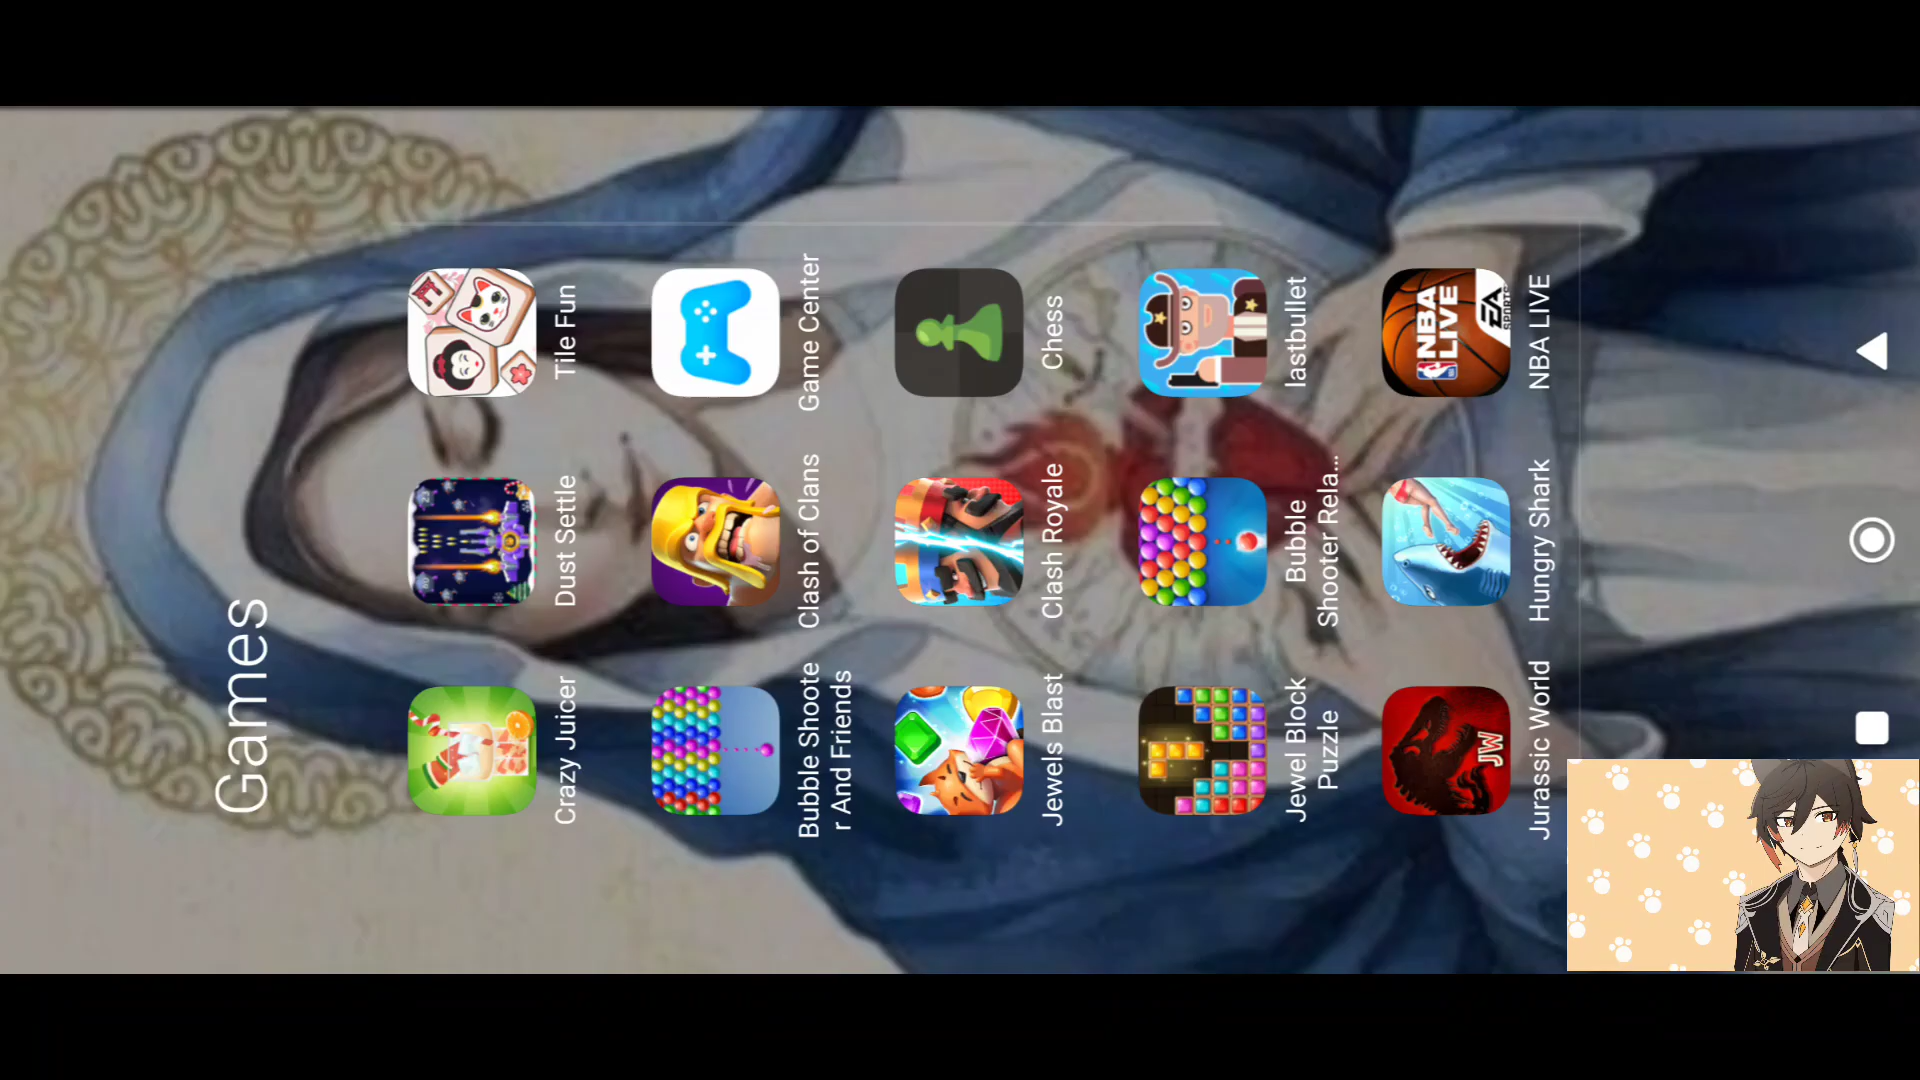 Games
Crazy Juicer
Dust Settle
Tile Fun
Bubble Shoote
r And Friends
Clash of Clans
Game Center
Jewels Blast
Clash Royale
Chess
Jewel Block
Puzzle
Bubble
Shooter Rela...
lastbullet
JW
Jurassic World
Hungry Shark
NBA
LIVE
EA
SPORTS
NBA LIVE